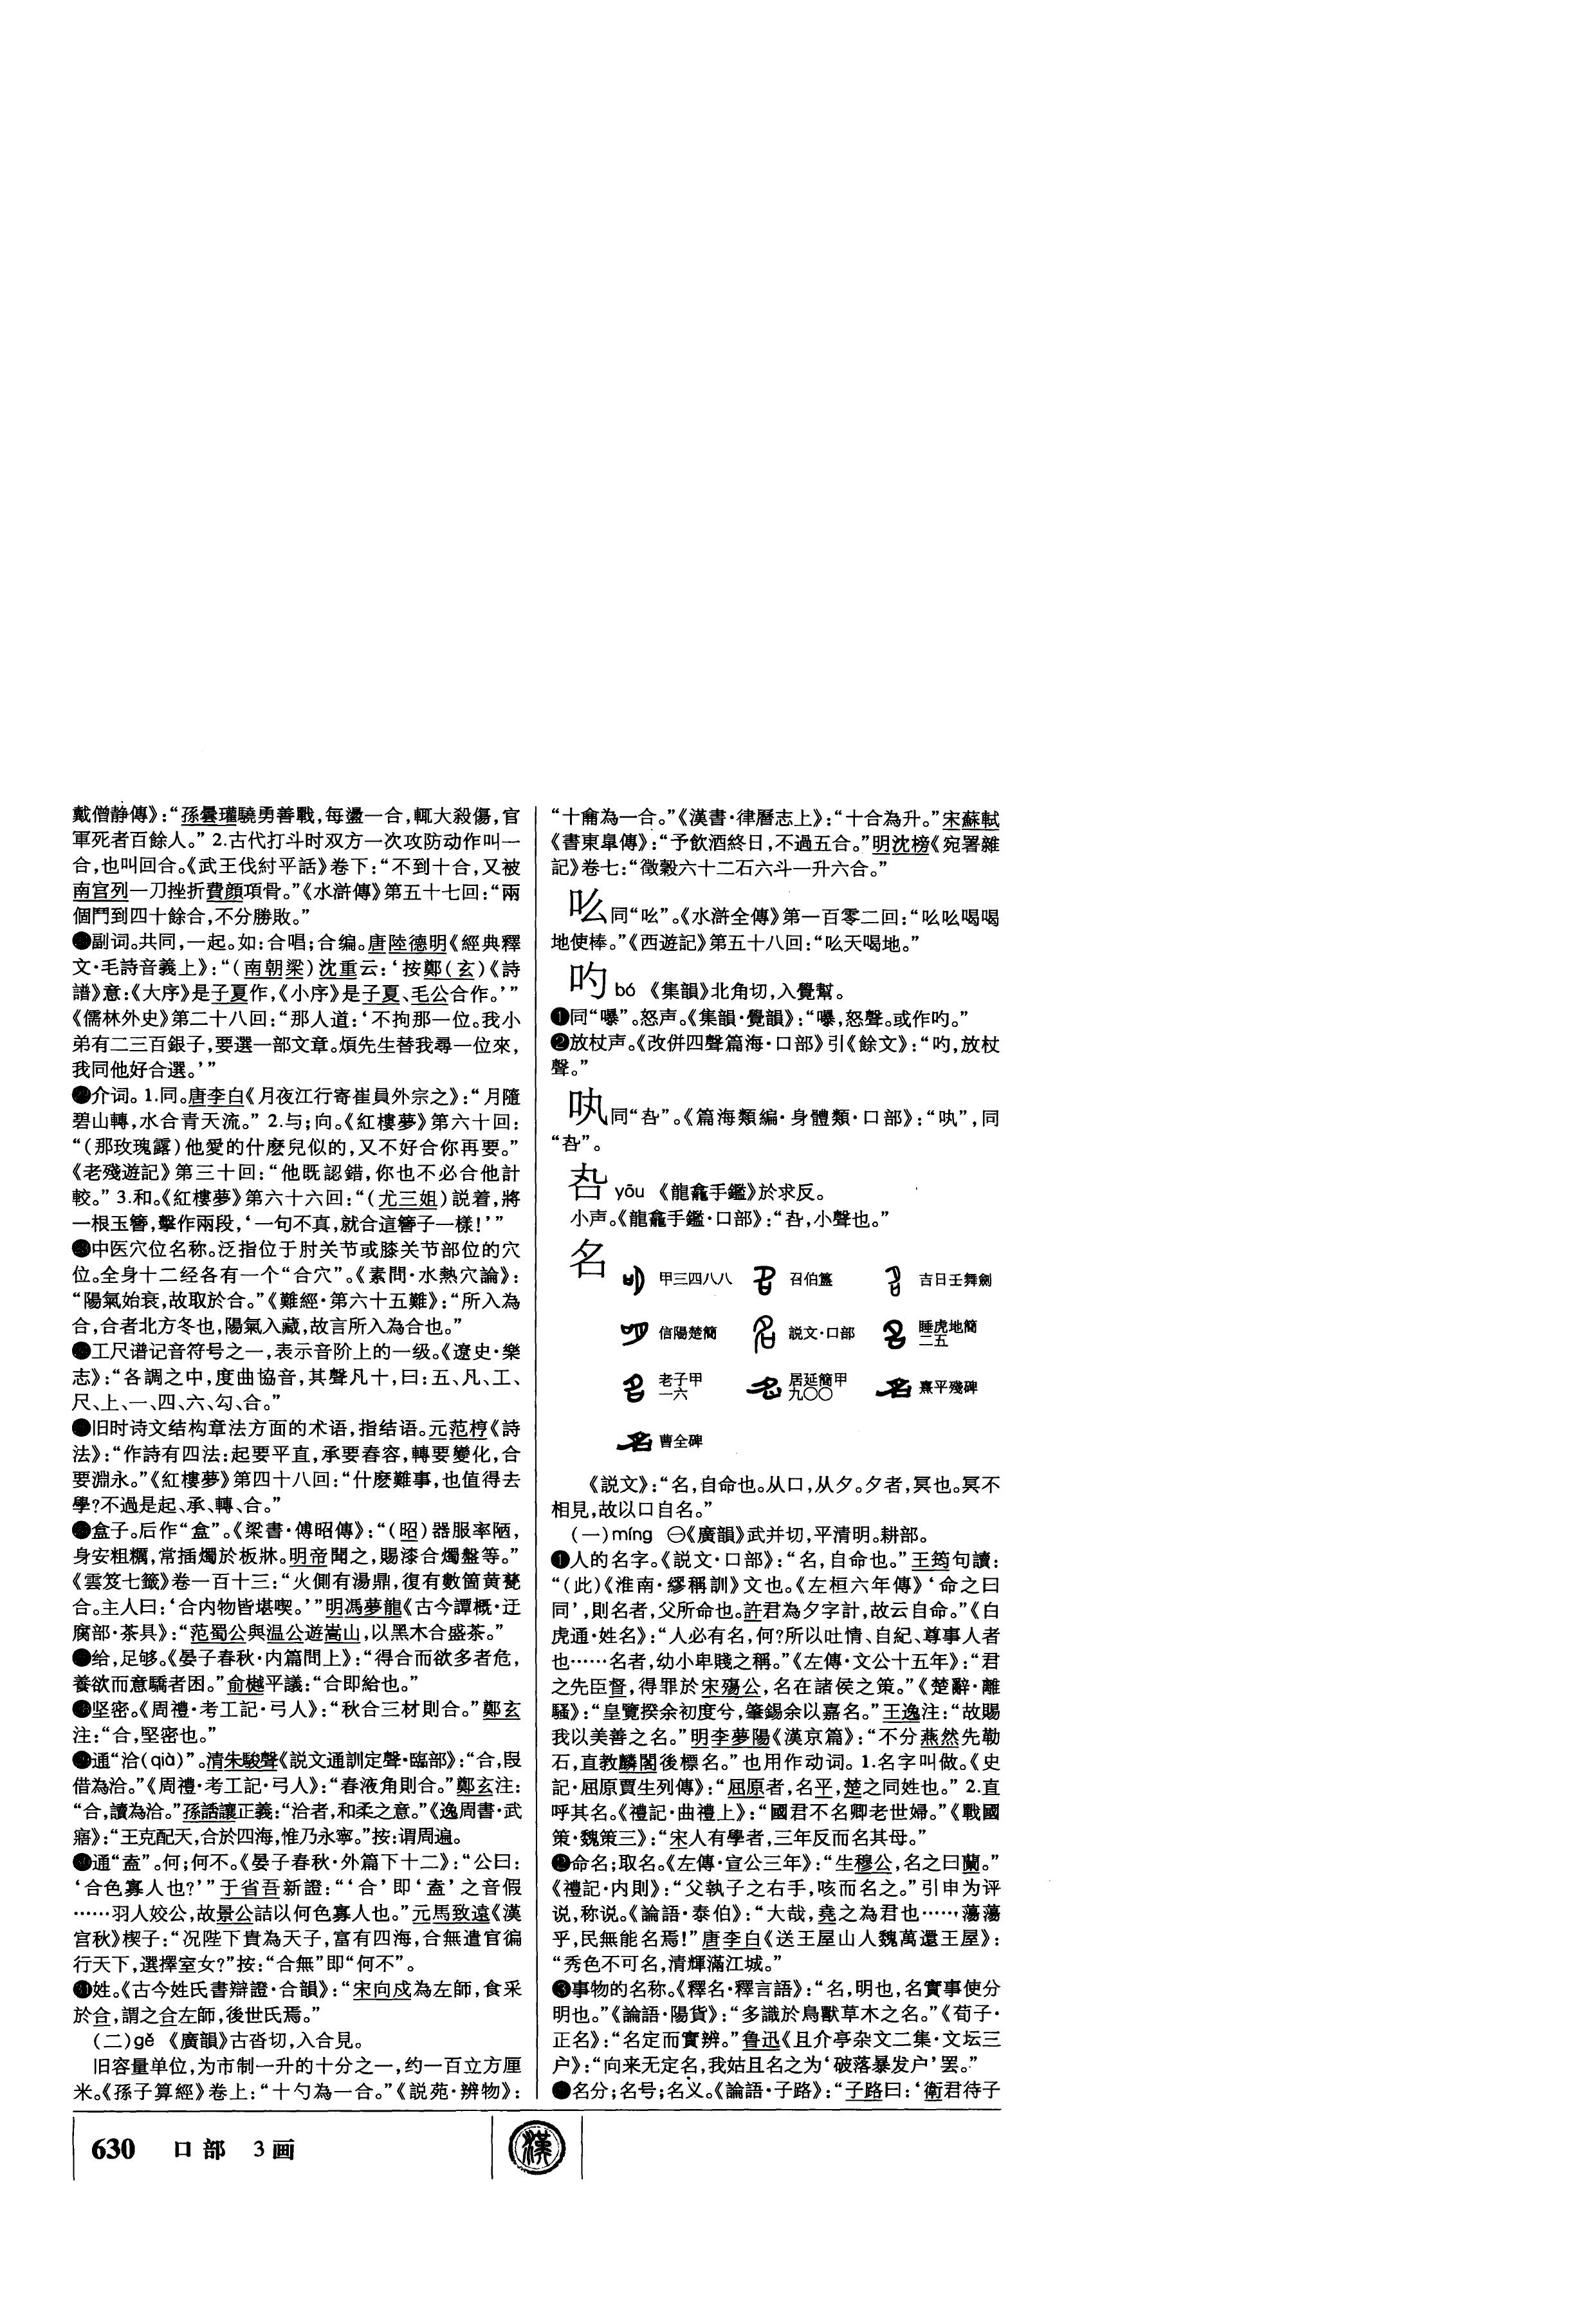 戴僧静傳》：“孫曇瓘驍勇善戰，每盪一合，輒大殺傷，官
軍死者百餘人。” 2.古代打斗时双方一次攻防动作叫一
合，也叫回合。《武王伐紂平話》卷下：“不到十合，又被
南宫列一刀挫折費顔項骨。”《水滸傳》第五十七回：“兩
個鬥到四十餘合，不分勝敗。”
副词。共同，一起。如：合唱；合编。唐陸德明《經典釋
文·毛詩音義上》：“（南朝梁）沈重云：‘按鄭（玄）《詩
譜》意：《大序》是子夏作，《小序》是子夏、毛公合作。’”
《儒林外史》第二十八回：“那人道：‘不拘那一位。我小
弟有二三百銀子，要選一部文章。煩先生替我尋一位來，
我同他好合選。’”
介词。1.同。唐李白《月夜江行寄崔員外宗之》：“月隨
碧山轉，水合青天流。” 2.与；向。《紅樓夢》第六十回：
“（那玫瑰露）他愛的什麽兒似的，又不好合你再要。”
《老殘遊記》第三十回：“他既認錯，你也不必合他計
較。” 3.和。《紅樓夢》第六十六回：“（尤三姐）説着，將
一根玉簪，擊作兩段，‘一句不真，就合這簪子一樣！’”
中医穴位名称。泛指位于肘关节或膝关节部位的穴
位。全身十二经各有一个“合穴”。《素問·水熱穴論》：
“陽氣始衰，故取於合。”《難經·第六十五難》：“所入為
合，合者北方冬也，陽氣入藏，故言所入為合也。”
工尺谱记音符号之一，表示音阶上的一级。《遼史·樂
志》：“各調之中，度曲協音，其聲凡十，曰：五、凡、工、
尺、上、一、四、六、勾、合。”
旧时诗文结构章法方面的术语，指结语。元范梈《詩
法》：“作詩有四法：起要平直，承要舂容，轉要變化，合
要淵永。”《紅樓夢》第四十八回：“什麽難事，也值得去
學？不過是起、承、轉、合。”
盒子。后作“盒”。《梁書·傅昭傳》：“（昭）器服率陋，
身安粗糲，常插燭於板牀。明帝聞之，賜漆合燭盤等。”
《雲笈七籤》卷一百十三：“火側有湯鼎，復有數箇黄甆
合。主人曰：‘合内物皆堪喫。’”明馮夢龍《古今譚概·迂
腐部·茶具》：“范蜀公與温公遊嵩山，以黑木合盛茶。”
给，足够。《晏子春秋·内篇問上》：“得合而欲多者危，
養欲而意驕者困。”俞樾平議：“合即給也。”
坚密。《周禮·考工記·弓人》：“秋合三材則合。”鄭玄
注：“合，堅密也。”
通“洽（qià）”。清朱駿聲《説文通訓定聲·臨部》：“合，叚
借為洽。”《周禮·考工記·弓人》：“春液角則合。”鄭玄注：
“合，讀為洽。”孫詒讓正義：“洽者，和柔之意。”《逸周書·武
寤》：“王克配天，合於四海，惟乃永寧。”按：谓周遍。
通“盍”。何；何不。《晏子春秋·外篇下十二》：“公曰：
‘合色寡人也？’”于省吾新證：“‘合’即‘盍’之音假
……羽人姣公，故景公詰以何色寡人也。”元馬致遠《漢
宫秋》楔子：“况陛下貴為天子，富有四海，合無遣官徧
行天下，選擇室女？”按：“合無”即“何不”。
姓。《古今姓氏書辯證·合韻》：“宋向戌為左師，食采
於合，謂之合左師，後世氏焉。”
（二）gě 《廣韻》古沓切，入合見。
旧容量单位，为市制一升的十分之一，约一百立方厘
米。《孫子算經》卷上：“十勺為一合。”《説苑·辨物》：
“十龠為一合。”《漢書·律曆志上》：“十合為升。”宋蘇軾
《書東皋傳》：“予飲酒終日，不過五合。”明沈榜《宛署雜
記》卷七：“徵穀六十二石六斗一升六合。”
吆 同“吆”。《水滸全傳》第一百零二回：“吆吆喝喝
地使棒。”《西遊記》第五十八回：“吆天喝地。”
吖 bó 《集韻》北角切，入覺幫。
❶同“嚗”。怒声。《集韻·覺韻》：“嚗，怒聲。或作㕮。”
❷放杖声。《改併四聲篇海·口部》引《餘文》：“，放杖
聲。”
同“”。《篇海類編·身體類·口部》：“”，同
“”。
yōu 《龍龕手鑑》於求反。
小声。《龍龕手鑑·口部》：“，小聲也。”
名 甲三四八八 召伯簋 吉日壬舞劍
信陽楚簡 説文·口部 睡虎地簡二五
老子甲一六 居延簡甲九〇〇 熹平殘碑
曹全碑
《説文》：“名，自命也。从口，从夕。夕者，冥也。冥不
相見，故以口自名。”
（一）míng ㊀《廣韻》武并切，平清明。耕部。
❶人的名字。《説文·口部》：“名，自命也。”王筠句讀：
“（此）《淮南·繆稱訓》文也。《左桓六年傳》‘命之曰
同’，則名者，父所命也。許君為夕字計，故云自命。”《白
虎通·姓名》：“人必有名，何？所以吐情、自紀、尊事人者
也……名者，幼小卑賤之稱。”《左傳·文公十五年》：“君
之先臣督，得罪於宋殤公，名在諸侯之策。”《楚辭·離
騷》：“皇覽揆余初度兮，肇錫余以嘉名。”王逸注：“故賜
我以美善之名。”明李夢陽《漢京篇》：“不分燕然先勒
石，直教麟閣後標名。”也用作动词。1.名字叫做。《史
記·屈原賈生列傳》：“屈原者，名平，楚之同姓也。” 2.直
呼其名。《禮記·曲禮上》：“國君不名卿老世婦。”《戰國
策·魏策三》：“宋人有學者，三年反而名其母。”
❷命名；取名。《左傳·宣公三年》：“生穆公，名之曰蘭。”
《禮記·内則》：“父執子之右手，咳而名之。”引申为评
说，称说。《論語·泰伯》：“大哉，堯之為君也……蕩蕩
乎，民無能名焉！”唐李白《送王屋山人魏萬還王屋》：
“秀色不可名，清輝滿江城。”
❸事物的名称。《釋名·釋言語》：“名，明也，名實事使分
明也。”《論語·陽貨》：“多識於鳥獸草木之名。”《荀子·
正名》：“名定而實辨。”鲁迅《且介亭杂文二集·文坛三
户》：“向来无定名，我姑且名之为‘破落暴发户’罢。”
名分；名号；名义。《論語·子路》：“子路曰：‘衛君待子
630 口部 3画
漢